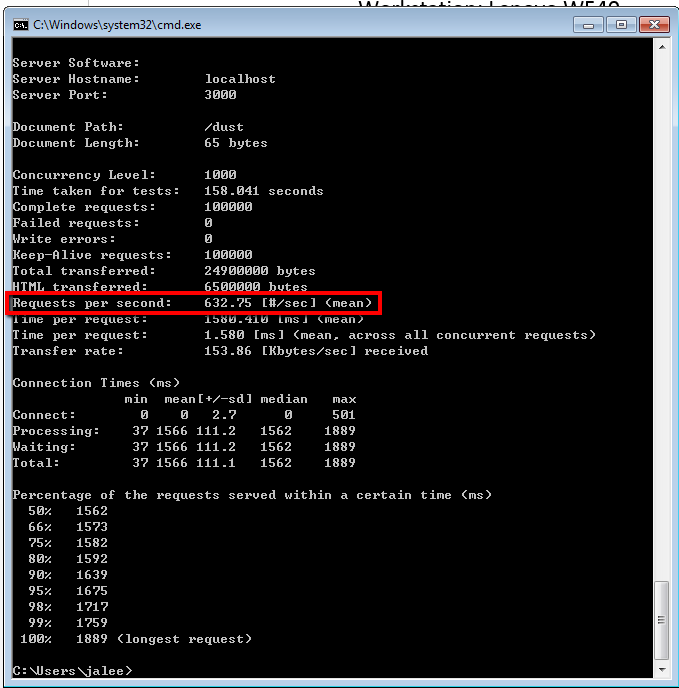 Workstation: Lenovo W540
C:\Windows\system32\cmd.exe
Server Software:
Server Hostname: localhost
Server Port: 3000
Document Path: /dust
Document Length: 65 bytes
Concurrency Level: 1000
Time taken for tests: 158.041 seconds
Complete requests: 100000
Failed requests: 0
Write errors: 0
Keep-Alive requests: 100000
Total transferred: 24900000 bytes
HTML transferred: 6500000 bytes
Requests per second: 632.75 [#/sec] (mean)
Time per request: 1580.410 [ms] (mean)
Time per request: 1.580 [ms] (mean, across all concurrent requests)
Transfer rate: 153.86 [Kbytes/sec] received
Connection Times (ms)
min mean[+/-sd] median max
Connect: 0 0 2.7 0 501
Processing: 37 1566 111.2 1562 1889
Waiting: 37 1566 111.2 1562 1889
Total: 37 1566 111.1 1562 1889
Percentage of the requests served within a certain time (ms)
50% 1562
66% 1573
75% 1582
80% 1592
90% 1639
95% 1675
98% 1717
99% 1759
100% 1889 (longest request)
C:\Users\jalee>